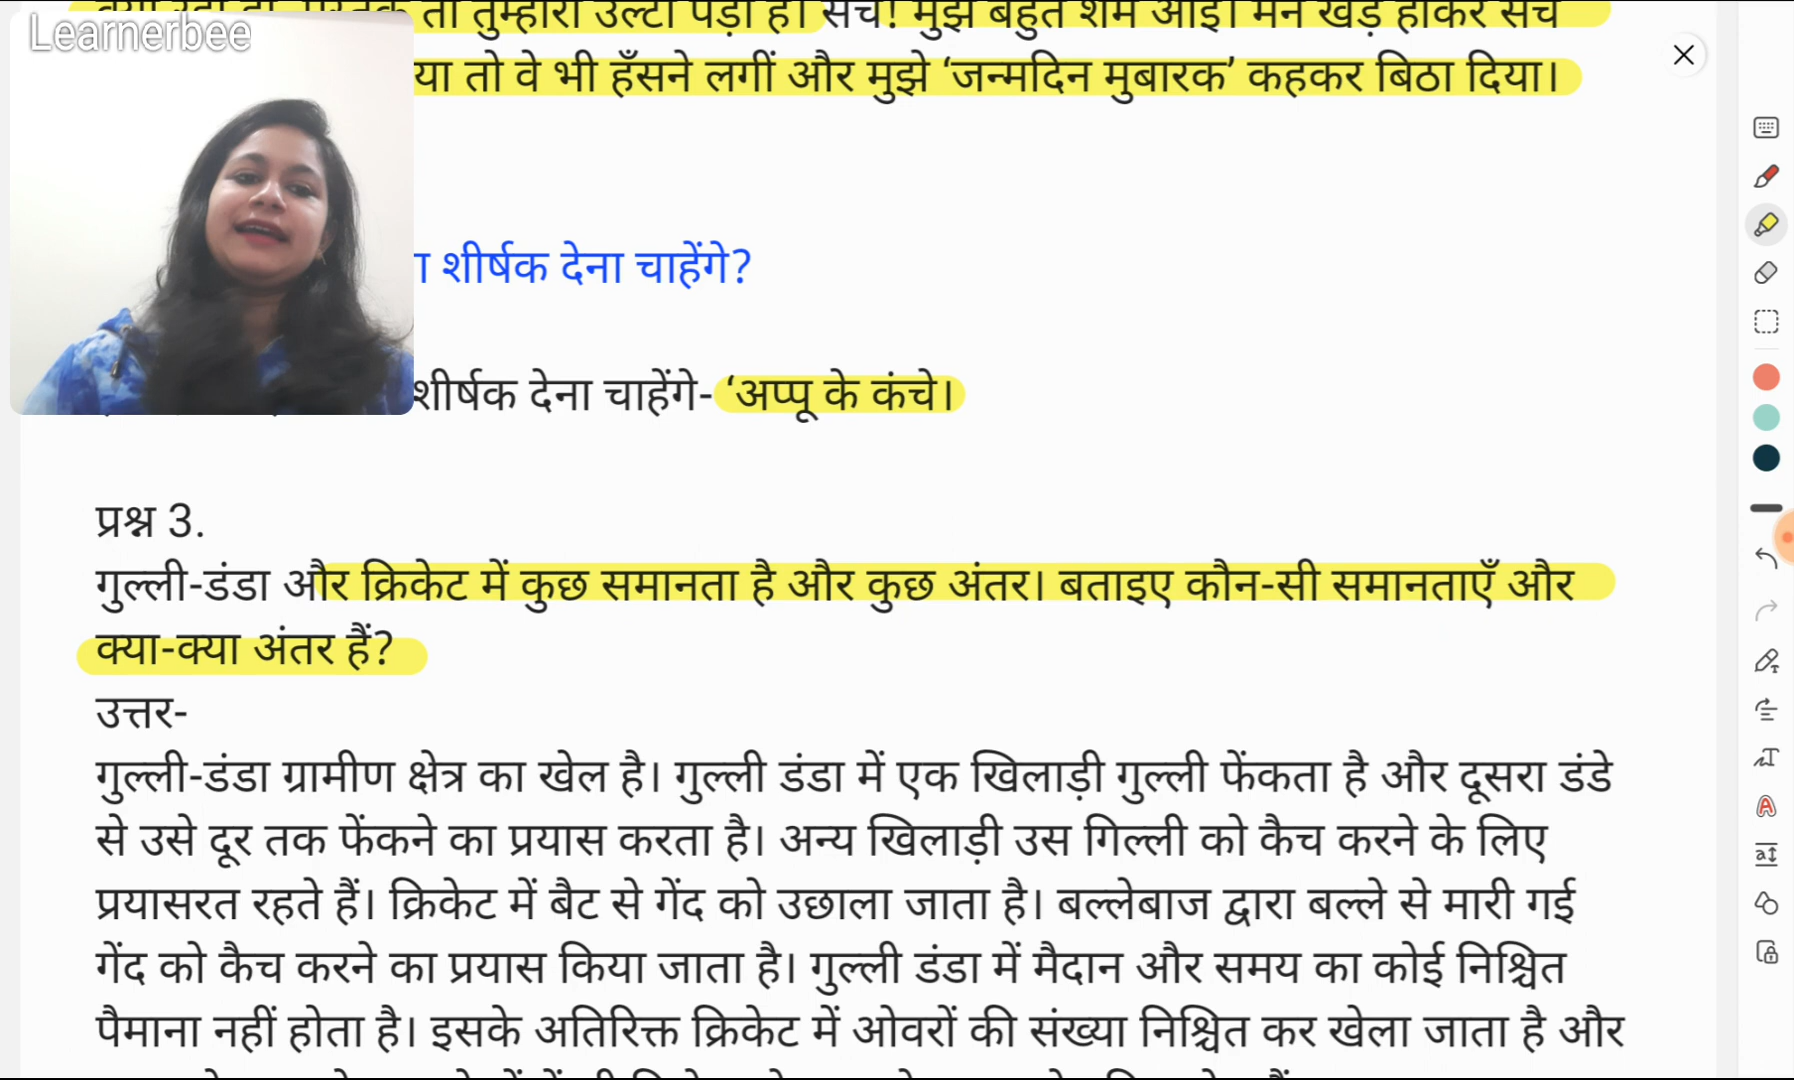 Learnerbee
तो तुम्हारी उल्टी पड़ी है। सच! मुझे बहुत शर्म आई। मैंने खड़े होकर सच
या तो वे भी हँसने लगीं और मुझे ‘जन्मदिन मुबारक’ कहकर बिठा दिया।
शीर्षक देना चाहेंगे?
शीर्षक देना चाहेंगे- ‘अप्पू के कंचे।
प्रश्न 3.
गुल्ली-डंडा और क्रिकेट में कुछ समानता है और कुछ अंतर। बताइए कौन-सी समानताएँ और
क्या-क्या अंतर हैं?
उत्तर-
गुल्ली-डंडा ग्रामीण क्षेत्र का खेल है। गुल्ली डंडा में एक खिलाड़ी गुल्ली फेंकता है और दूसरा डंडे
से उसे दूर तक फेंकने का प्रयास करता है। अन्य खिलाड़ी उस गिल्ली को कैच करने के लिए
प्रयासरत रहते हैं। क्रिकेट में बैट से गेंद को उछाला जाता है। बल्लेबाज द्वारा बल्ले से मारी गई
गेंद को कैच करने का प्रयास किया जाता है। गुल्ली डंडा में मैदान और समय का कोई निश्चित
पैमाना नहीं होता है। इसके अतिरिक्त क्रिकेट में ओवरों की संख्या निश्चित कर खेला जाता है और